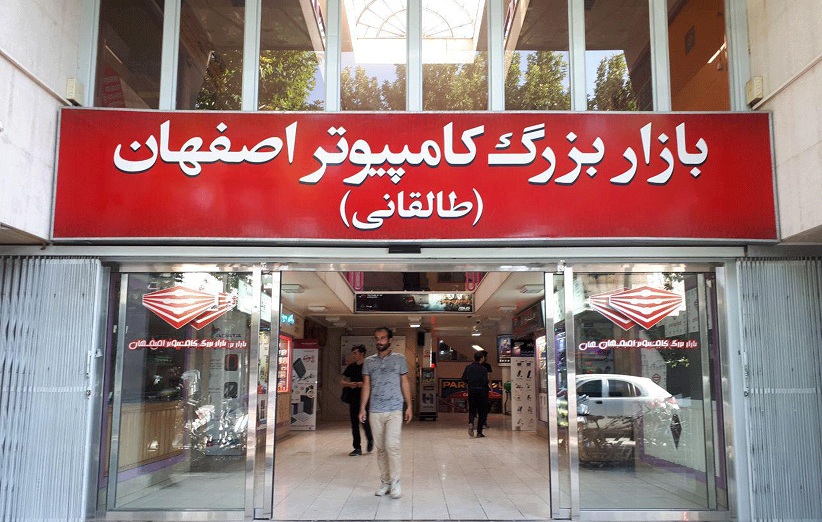 بازار بزرگ کامپیوتر اصفهان
(طالقانی)
بازار بزرگ کامپیوتر اصفهان
بازار بزرگ کامپیوتر اصفهان